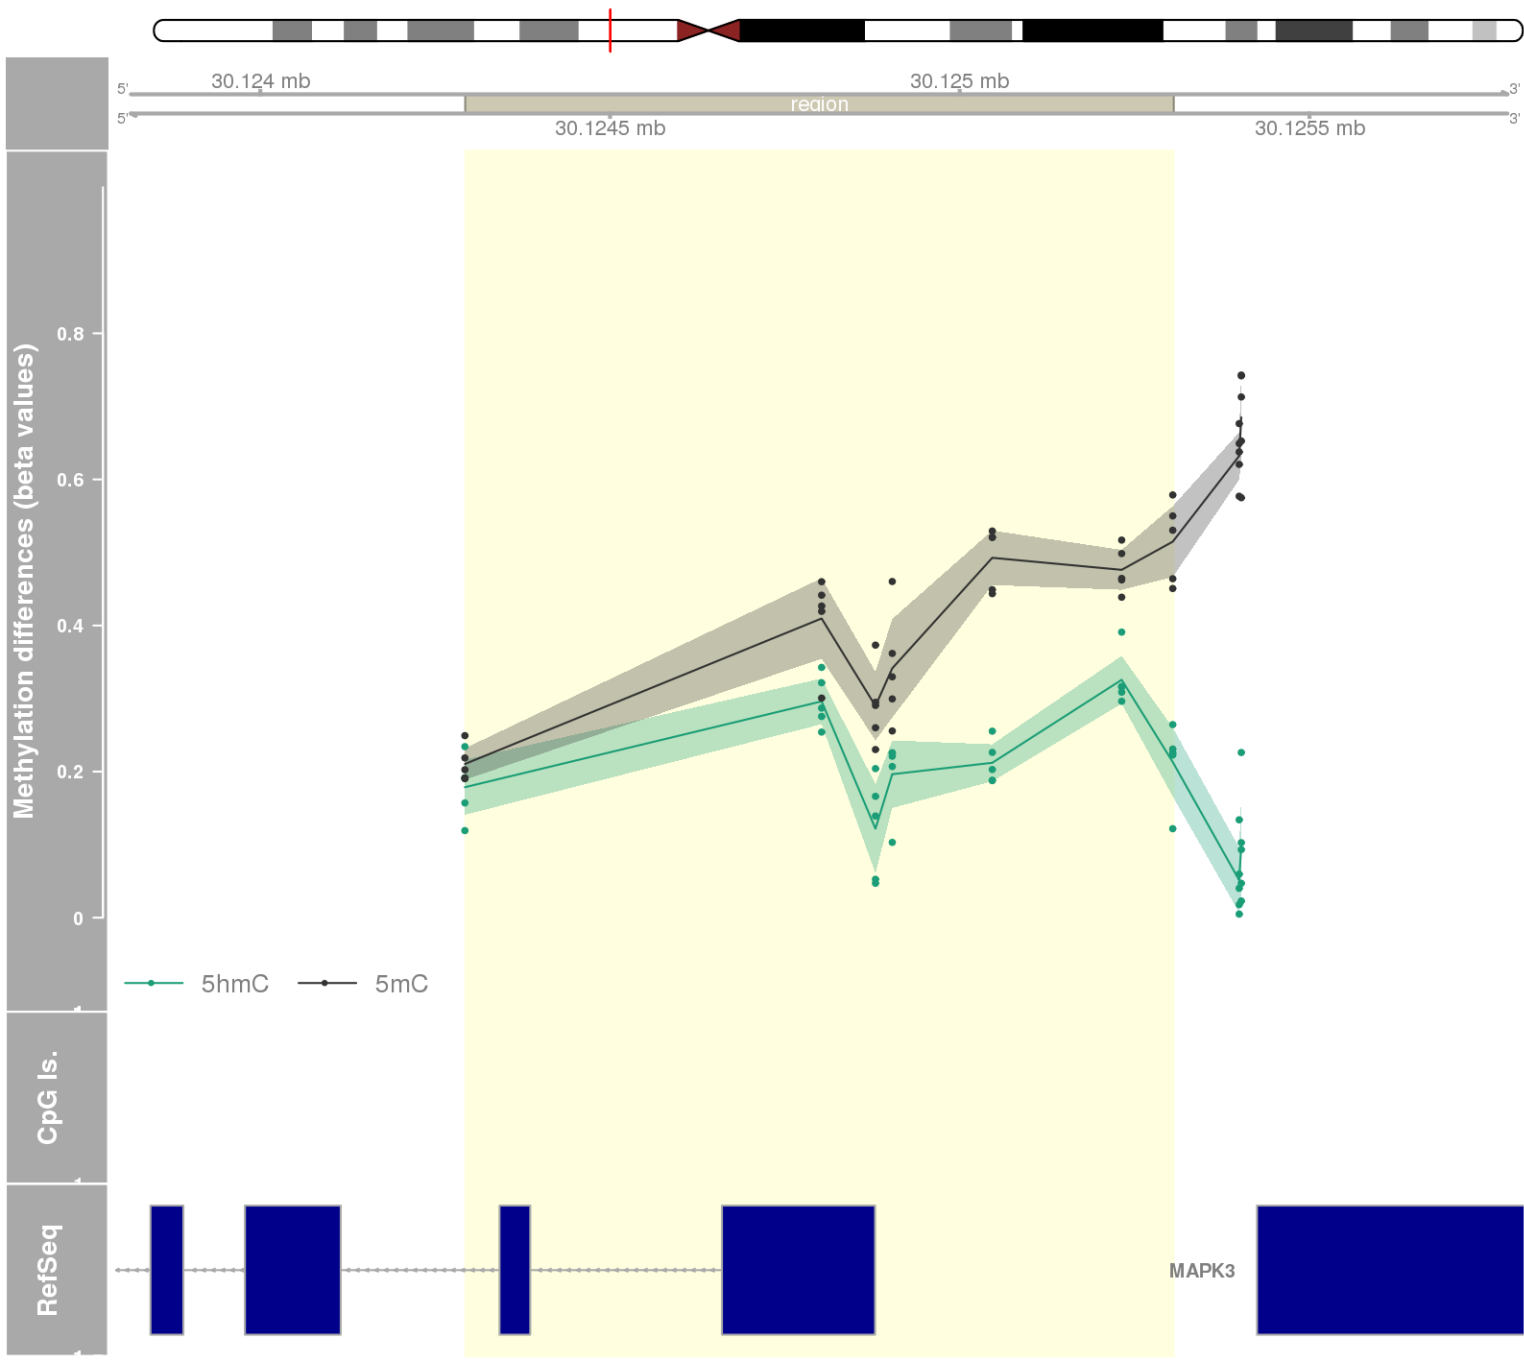 30.124 mb 30.125 mb
5' 3'
region
5' 3'
30.1245 mb 30.1255 mb
Methylation differences (beta values)
0.8
0.6
0.4
0.2
0
5hmC 5mC
CpG Is.
RefSeq
MAPK3